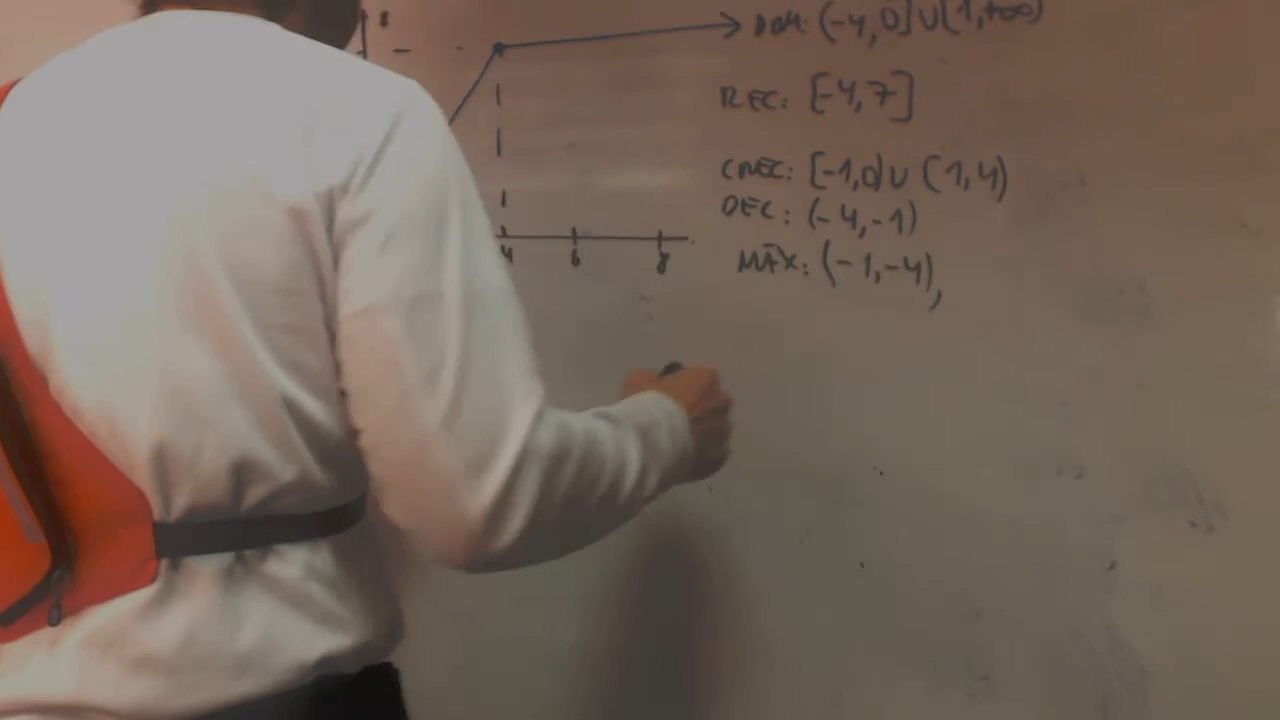 DOM: (-4,0] ∪ (1,+∞)
REC: [-4,7]
CREC: [-1,0] ∪ (1,4)
DEC: (-4,-1)
MÁX: (-1,-4),
4 6 8